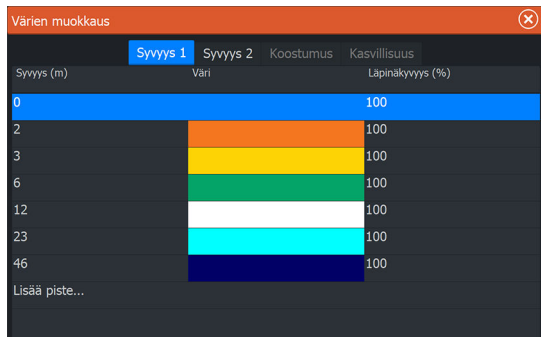 Värien muokkaus
Syvyys 1 Syvyys 2 Koostumus Kasvillisuus
Syvyys (m) Väri Läpinäkyvyys (%)
0 100
2 100
3 100
6 100
12 100
23 100
46 100
Lisää piste...